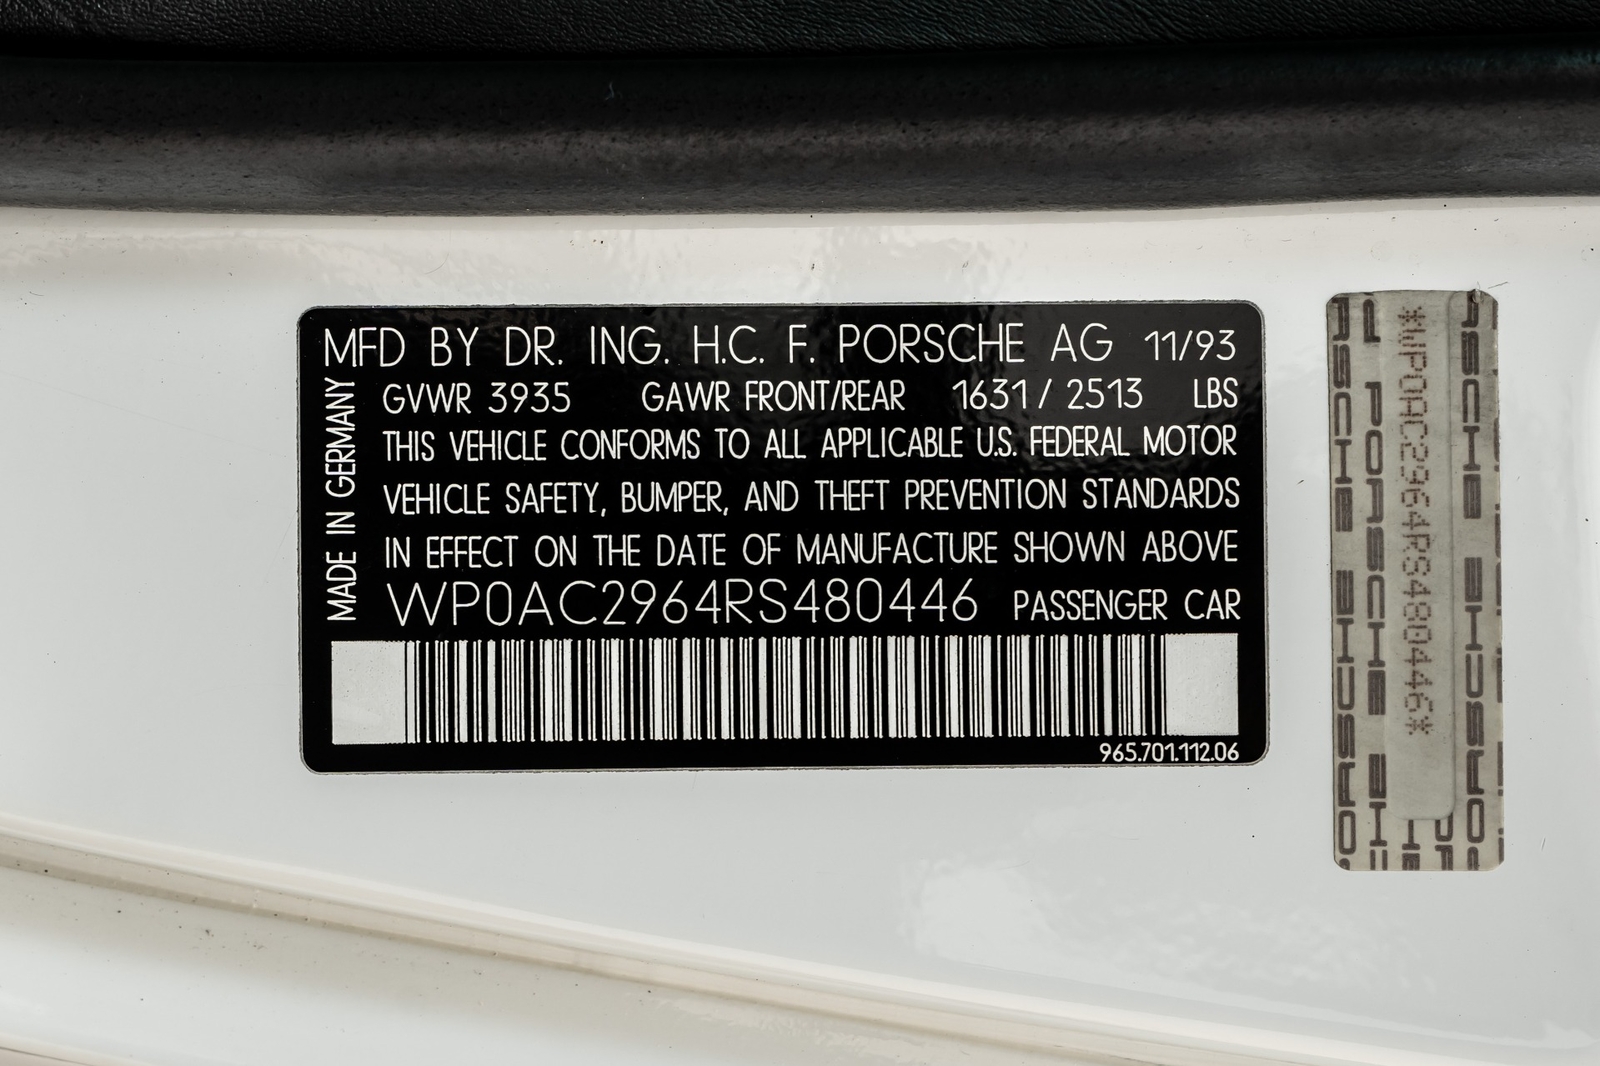 MFD BY DR. ING. H.C. F. PORSCHE AG 11/93
GVWR 3935 GAWR FRONT/REAR 1631 / 2513 LBS
THIS VEHICLE CONFORMS TO ALL APPLICABLE U.S. FEDERAL MOTOR
VEHICLE SAFETY, BUMPER, AND THEFT PREVENTION STANDARDS
IN EFFECT ON THE DATE OF MANUFACTURE SHOWN ABOVE
WP0AC2964RS480446 PASSENGER CAR
965.701.112.06
MADE IN GERMANY
*WP0AC2964RS480446*
PORSCHE
PORSCHE
PORSCHE